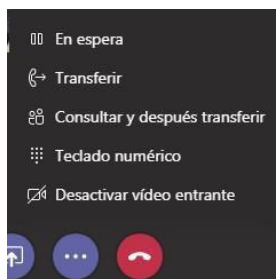 En espera
Transferir
Consultar y después transferir
Teclado numérico
Desactivar vídeo entrante